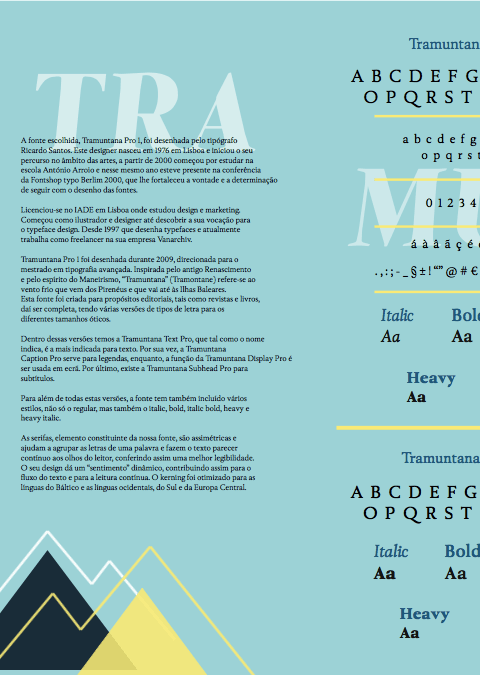 TRA
A fonte escolhida, Tramuntana Pro 1, foi desenhada pelo tipógrafo
Ricardo Santos. Este designer nasceu em 1976 em Lisboa e iniciou o seu
percurso no âmbito das artes, a partir de 2000 começou por estudar na
escola António Arroio e nesse mesmo ano esteve presente na conferência
da Fontshop typo Berlim 2000, que lhe fortaleceu a vontade e a determinação
de seguir com o desenho das fontes.
Licenciou-se no IADE em Lisboa onde estudou design e marketing.
Começou como ilustrador e designer até descobrir a sua vocação para
o typeface design. Desde 1997 que desenha typefaces e atualmente
trabalha como freelancer na sua empresa Vanarchiv.
Tramuntana Pro 1 foi desenhada durante 2009, direcionada para o
mestrado em tipografia avançada. Inspirada pelo antigo Renascimento
e pelo espírito do Maneirismo, “Tramuntana” (Tramontane) refere-se ao
vento frio que vem dos Pirenéus e que vai até às Ilhas Baleares.
Esta fonte foi criada para propósitos editoriais, tais como revistas e livros,
daí ser completa, tendo várias versões de tipos de letra para os
diferentes tamanhos óticos.
Dentro dessas versões temos a Tramuntana Text Pro, que tal como o nome
indica, é a mais indicada para texto. Por sua vez, a Tramuntana
Caption Pro serve para legendas, enquanto, a função da Tramuntana Display Pro é
ser usada em ecrã. Por último, existe a Tramuntana Subhead Pro para
subtítulos.
Para além de todas estas versões, a fonte tem também incluído vários
estilos, não só o regular, mas também o italic, bold, italic bold, heavy e
heavy italic.
As serifas, elemento constituinte da nossa fonte, são assimétricas e
ajudam a agrupar as letras de uma palavra e fazem o texto parecer
contínuo aos olhos do leitor, conferindo assim uma melhor legibilidade.
O seu design dá um “sentimento” dinâmico, contribuindo assim para o
fluxo do texto e para a leitura contínua. O kerning foi otimizado para as
línguas do Báltico e as línguas ocidentais, do Sul e da Europa Central.
Tramuntana
A B C D E F G
O P Q R S T
a b c d e f g
o p q r s t
MU
0 1 2 3 4
á à â ã ç é
. , : ; - _ § ± ! “” @ # €
Italic Bold
Aa Aa
Heavy
Aa
Tramuntana
A B C D E F G
O P Q R S T
Italic Bold
Aa Aa
Heavy
Aa